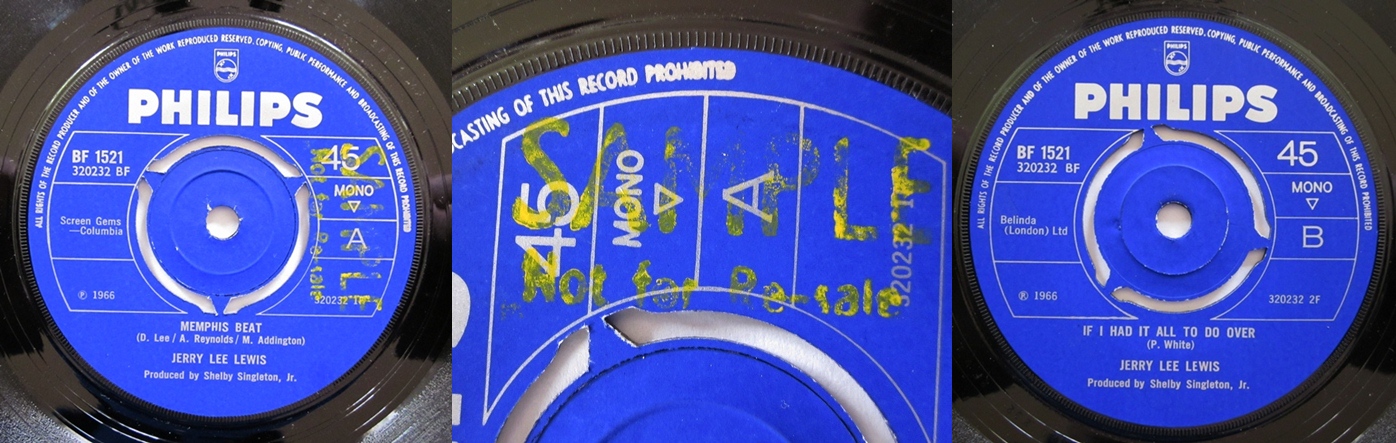 ALL RIGHTS OF THE RECORD PRODUCER AND OF THE OWNER OF THE WORK REPRODUCED RESERVED. COPYING, PUBLIC PERFORMANCE AND BROADCASTING OF THIS RECORD PROHIBITED
PHILIPS
PHILIPS
BF 1521
320232 BF
45
MONO
Screen Gems
—Columbia
A
℗ 1966
320232 1F
SAMPLE
Not for Re-sale
MEMPHIS BEAT
(D. Lee / A. Reynolds / M. Addington)
JERRY LEE LEWIS
Produced by Shelby Singleton, Jr.
CASTING OF THIS RECORD PROHIBITED
SAMPLE
45
MONO
A
320232 1F
Not for Re-sale
ALL RIGHTS OF THE RECORD PRODUCER AND OF THE OWNER OF THE WORK REPRODUCED RESERVED. COPYING, PUBLIC PERFORMANCE AND BROADCASTING OF THIS RECORD PROHIBITED
PHILIPS
PHILIPS
BF 1521
320232 BF
45
MONO
Belinda
(London) Ltd
B
℗ 1966
320232 2F
IF I HAD IT ALL TO DO OVER
(P. White)
JERRY LEE LEWIS
Produced by Shelby Singleton, Jr.